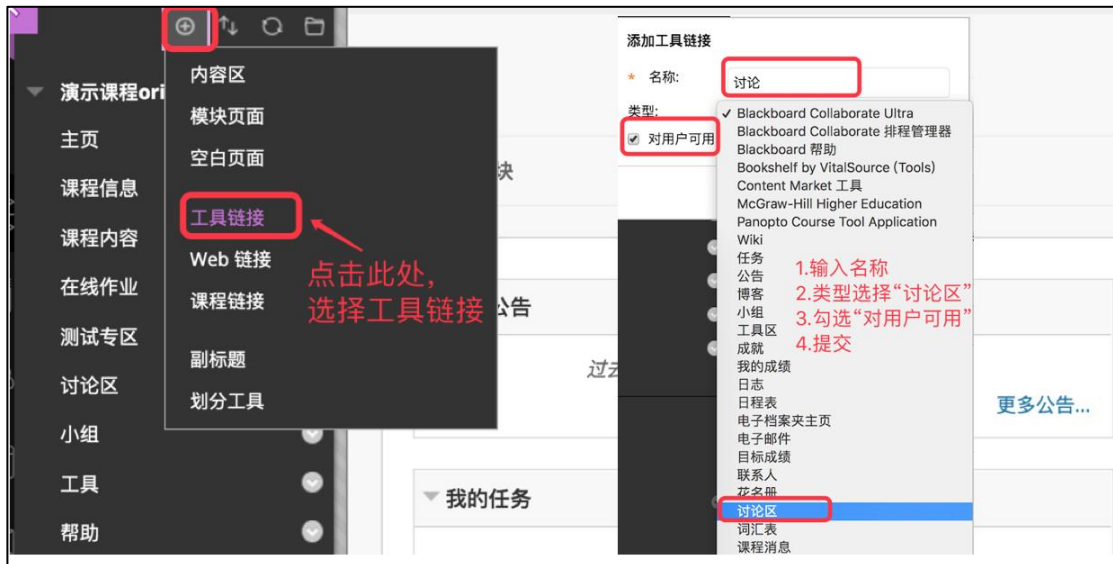 演示课程ori
主页
课程信息
课程内容
在线作业
测试专区
讨论区
小组
工具
帮助
内容区
模块页面
空白页面
工具链接
Web 链接
课程链接
副标题
划分工具
点击此处,
选择工具链接
块
公告
过去
更多公告...
我的任务
添加工具链接
* 名称:
讨论
类型:
对用户可用
✓ Blackboard Collaborate Ultra
Blackboard Collaborate 排程管理器
Blackboard 帮助
Bookshelf by VitalSource (Tools)
Content Market 工具
McGraw-Hill Higher Education
Panopto Course Tool Application
Wiki
任务
公告
博客
小组
工具区
成就
我的成绩
日志
日程表
电子档案夹主页
电子邮件
目标成绩
联系人
花名册
讨论区
词汇表
课程消息
1.输入名称
2.类型选择“讨论区”
3.勾选“对用户可用”
4.提交